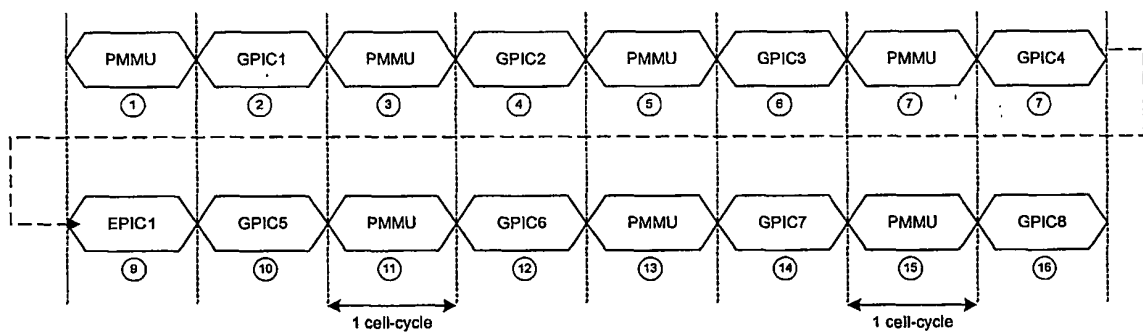 PMMU GPIC1 PMMU GPIC2 PMMU GPIC3 PMMU GPIC4
1 2 3 4 5 6 7 7
EPIC1 GPIC5 PMMU GPIC6 PMMU GPIC7 PMMU GPIC8
9 10 11 12 13 14 15 16
1 cell-cycle 1 cell-cycle